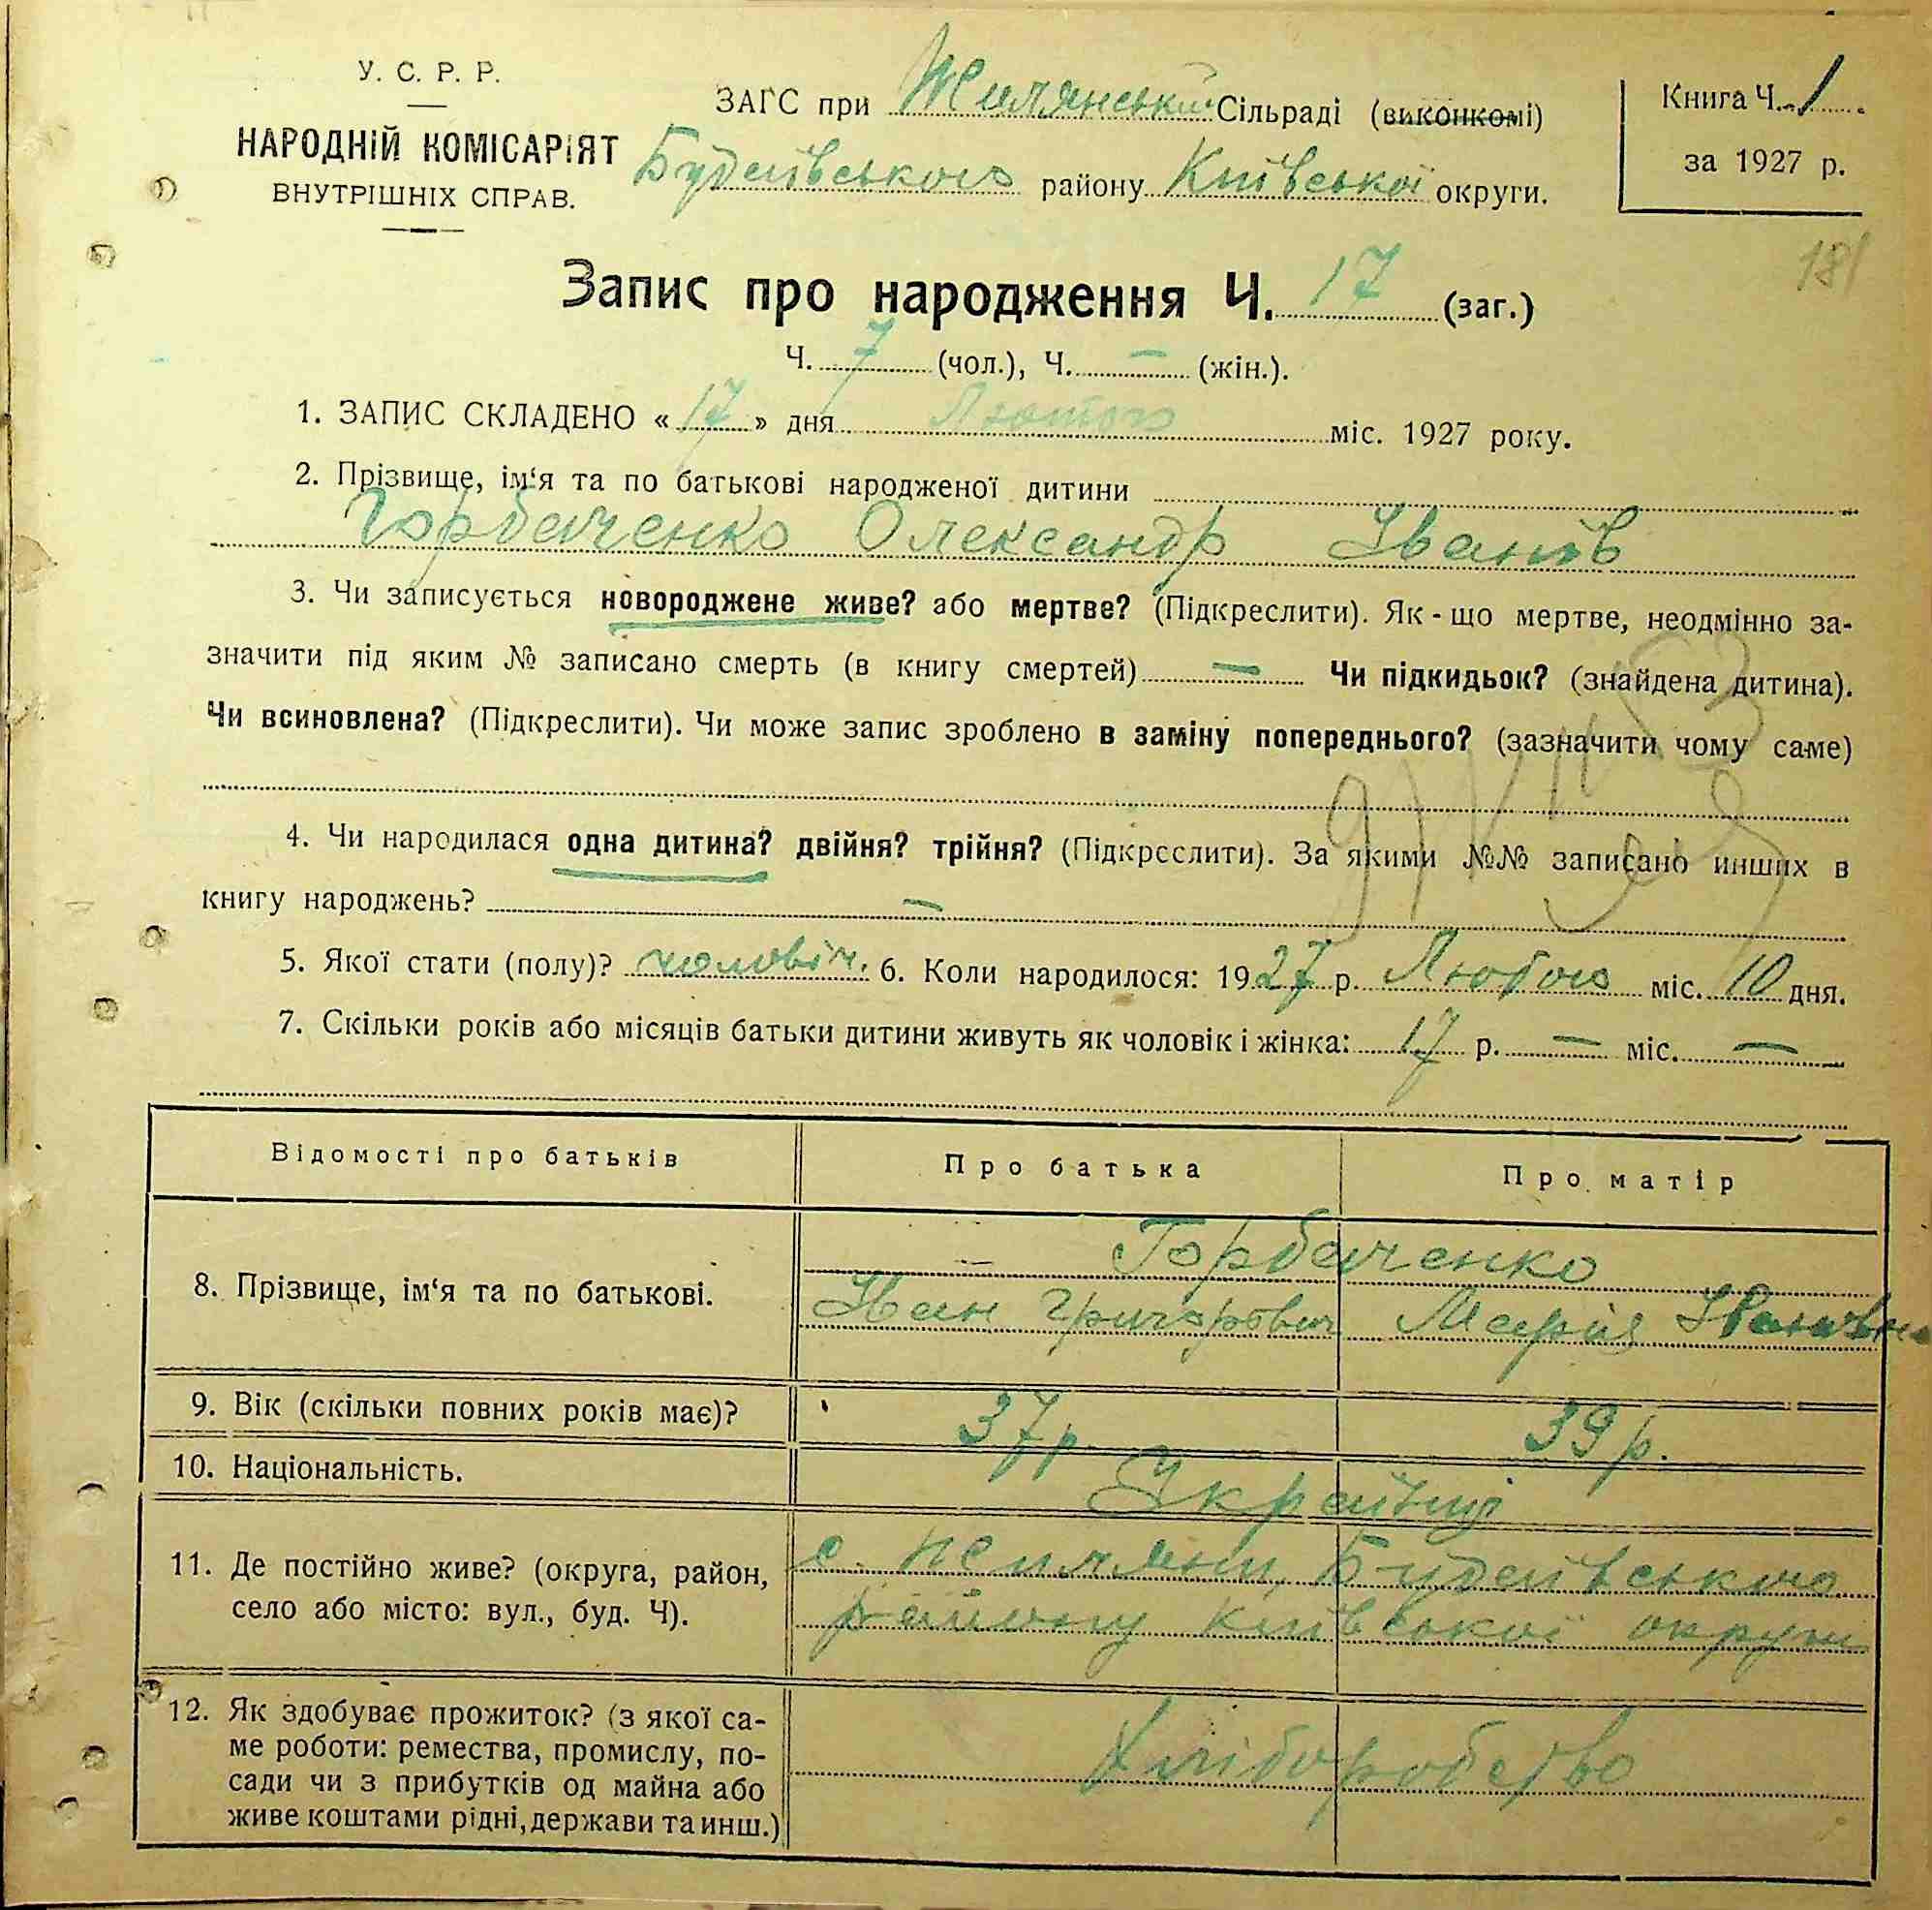 У. С. Р. Р.
НАРОДНІЙ КОМІСАРІЯТ
ВНУТРІШНІХ СПРАВ.
ЗАГС при Жилянській Сільраді (виконкомі)
Будаївського району Київської округи.
Книга Ч. 1
за 1927 р.
181
Запис про народження Ч. 17 (заг.)
Ч. 7 (чол.), Ч. — (жін.).
1. ЗАПИС СКЛАДЕНО « 17 » дня Лютого міс. 1927 року.
2. Прізвище, ім‘я та по батькові народженої дитини
Горбаченко Олександр Іванів
3. Чи записується новороджене живе? або мертве? (Підкреслити). Як - що мертве, неодмінно за-
значити під яким № записано смерть (в книгу смертей) — Чи підкидьок? (знайдена дитина).
Чи всиновлена? (Підкреслити). Чи може запис зроблено в заміну попереднього? (зазначити чому саме)
4. Чи народилася одна дитина? двійня? трійня? (Підкреслити). За якими №№ записано инших в
книгу народжень? —
5. Якої стати (полу)? чоловіч. 6. Коли народилося: 1927 р. Лютого міс. 10 дня.
7. Скільки років або місяців батьки дитини живуть як чоловік і жінка: 17 р. — міс. —
Відомості про батьків Про батька Про матір
8. Прізвище, ім‘я та по батькові.
Горбаченко
Іван Григорович Марія Іванівна
9. Вік (скільки повних років має)? 37 р. 39 р.
10. Національність. Українці
11. Де постійно живе? (округа, район,
село або місто: вул., буд. Ч).
с. Жиляни, Будаївського
району Київської округи
12. Як здобуває прожиток? (з якої са-
ме роботи: ремества, промислу, по-
сади чи з прибутків од майна або
живе коштами рідні, держави та инш.)
Хліборобство